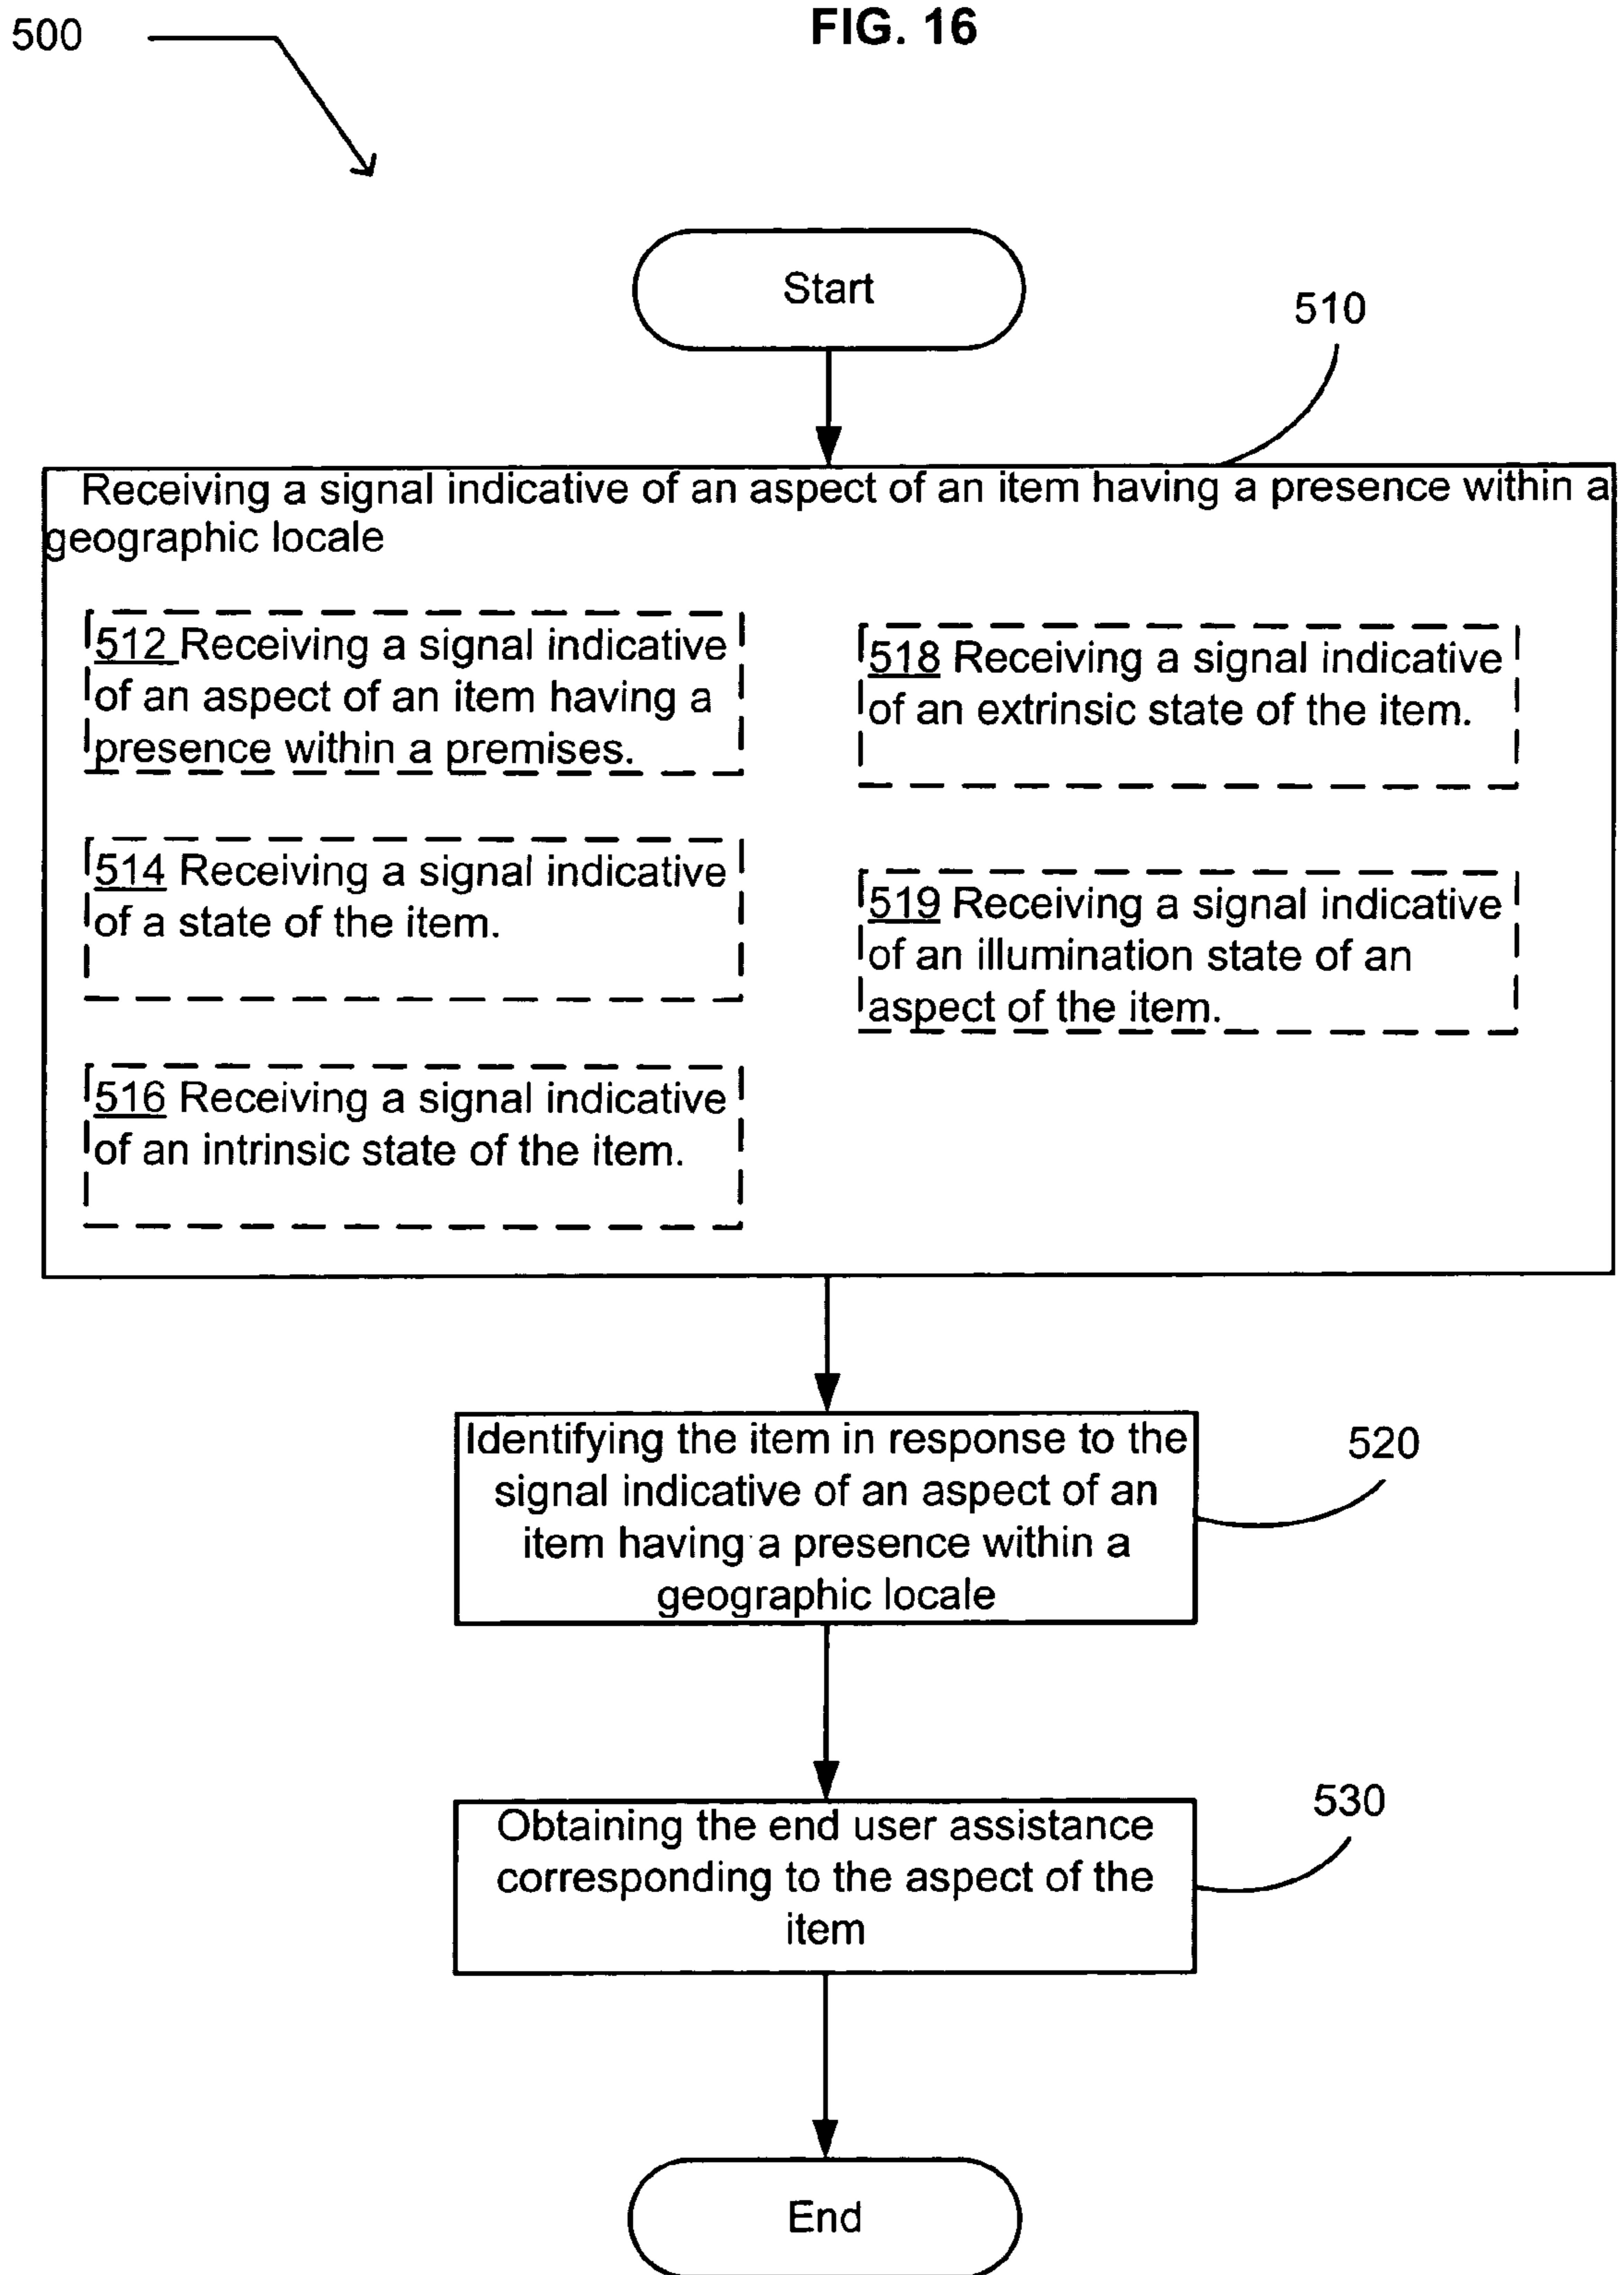 500
FIG. 16
Start
510
Receiving a signal indicative of an aspect of an item having a presence within a
geographic locale
512 Receiving a signal indicative
of an aspect of an item having a
presence within a premises.
514 Receiving a signal indicative
of a state of the item.
516 Receiving a signal indicative
of an intrinsic state of the item.
518 Receiving a signal indicative
of an extrinsic state of the item.
519 Receiving a signal indicative
of an illumination state of an
aspect of the item.
Identifying the item in response to the
signal indicative of an aspect of an
item having a presence within a
geographic locale
520
Obtaining the end user assistance
corresponding to the aspect of the
item
530
End